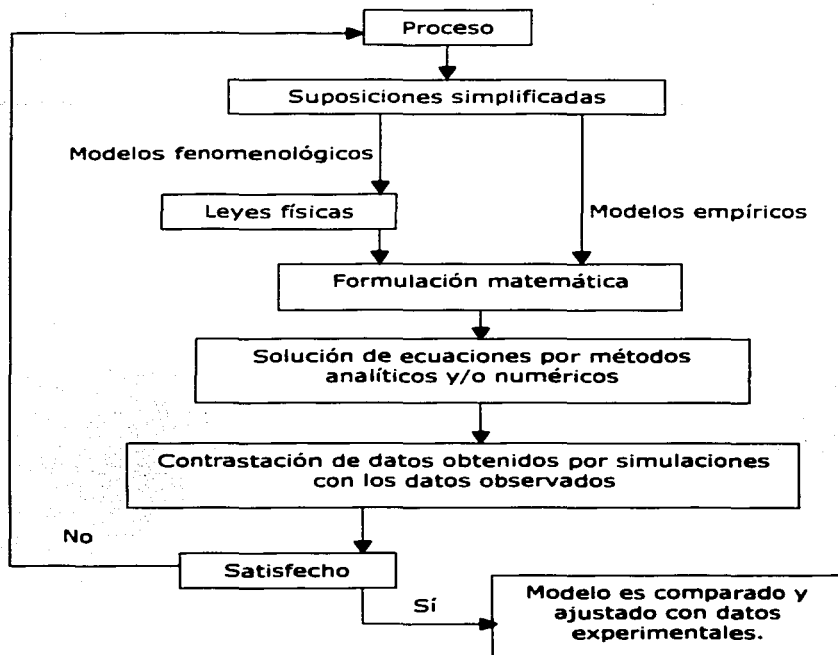 Proceso
Suposiciones simplificadas
Modelos fenomenológicos
Leyes físicas
Modelos empíricos
Formulación matemática
Solución de ecuaciones por métodos
analíticos y/o numéricos
Contrastación de datos obtenidos por simulaciones
con los datos observados
No
Satisfecho
Sí
Modelo es comparado y
ajustado con datos
experimentales.